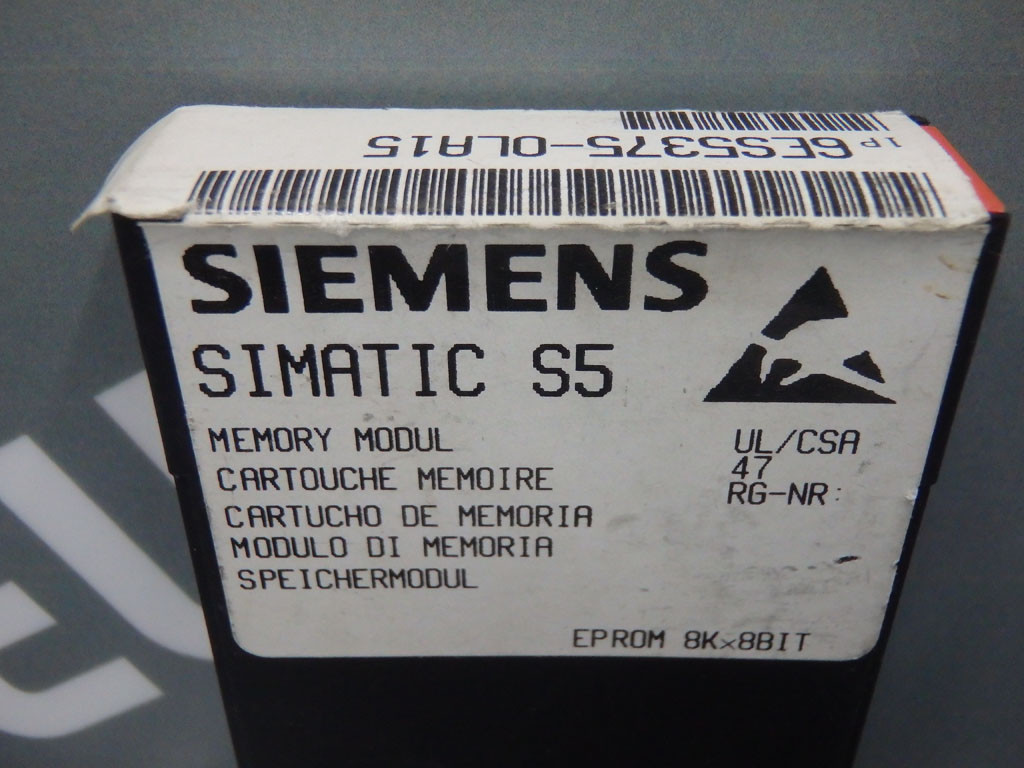 1P 6ES5375-0LA15
SIEMENS
SIMATIC S5
MEMORY MODUL
CARTOUCHE MEMOIRE
CARTUCHO DE MEMORIA
MODULO DI MEMORIA
SPEICHERMODUL
UL/CSA
47
RG-NR:
EPROM 8K×8BIT